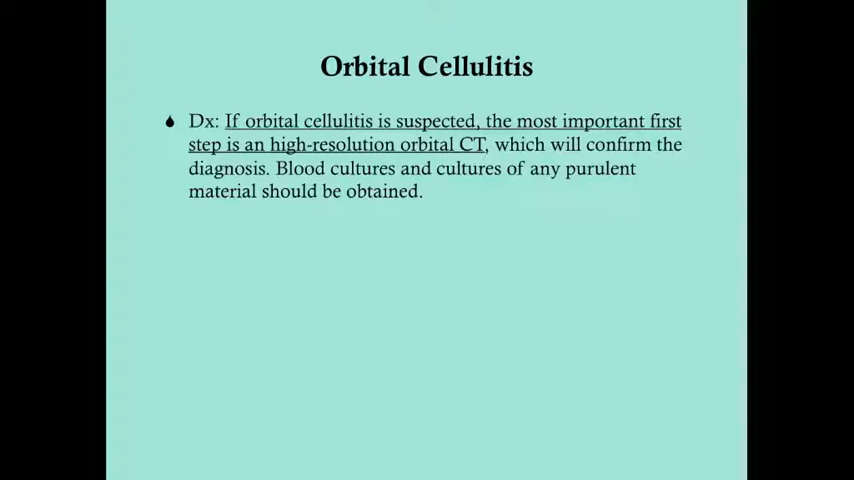 Orbital Cellulitis
Dx: If orbital cellulitis is suspected, the most important first
step is an high-resolution orbital CT, which will confirm the
diagnosis. Blood cultures and cultures of any purulent
material should be obtained.